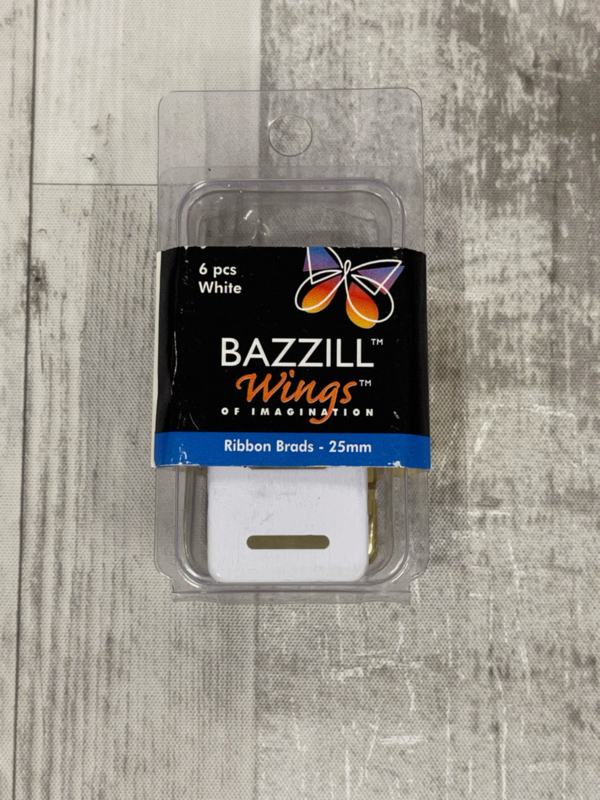 6 pcs
White
BAZZILL™
Wings™
OF IMAGINATION
Ribbon Brads - 25mm